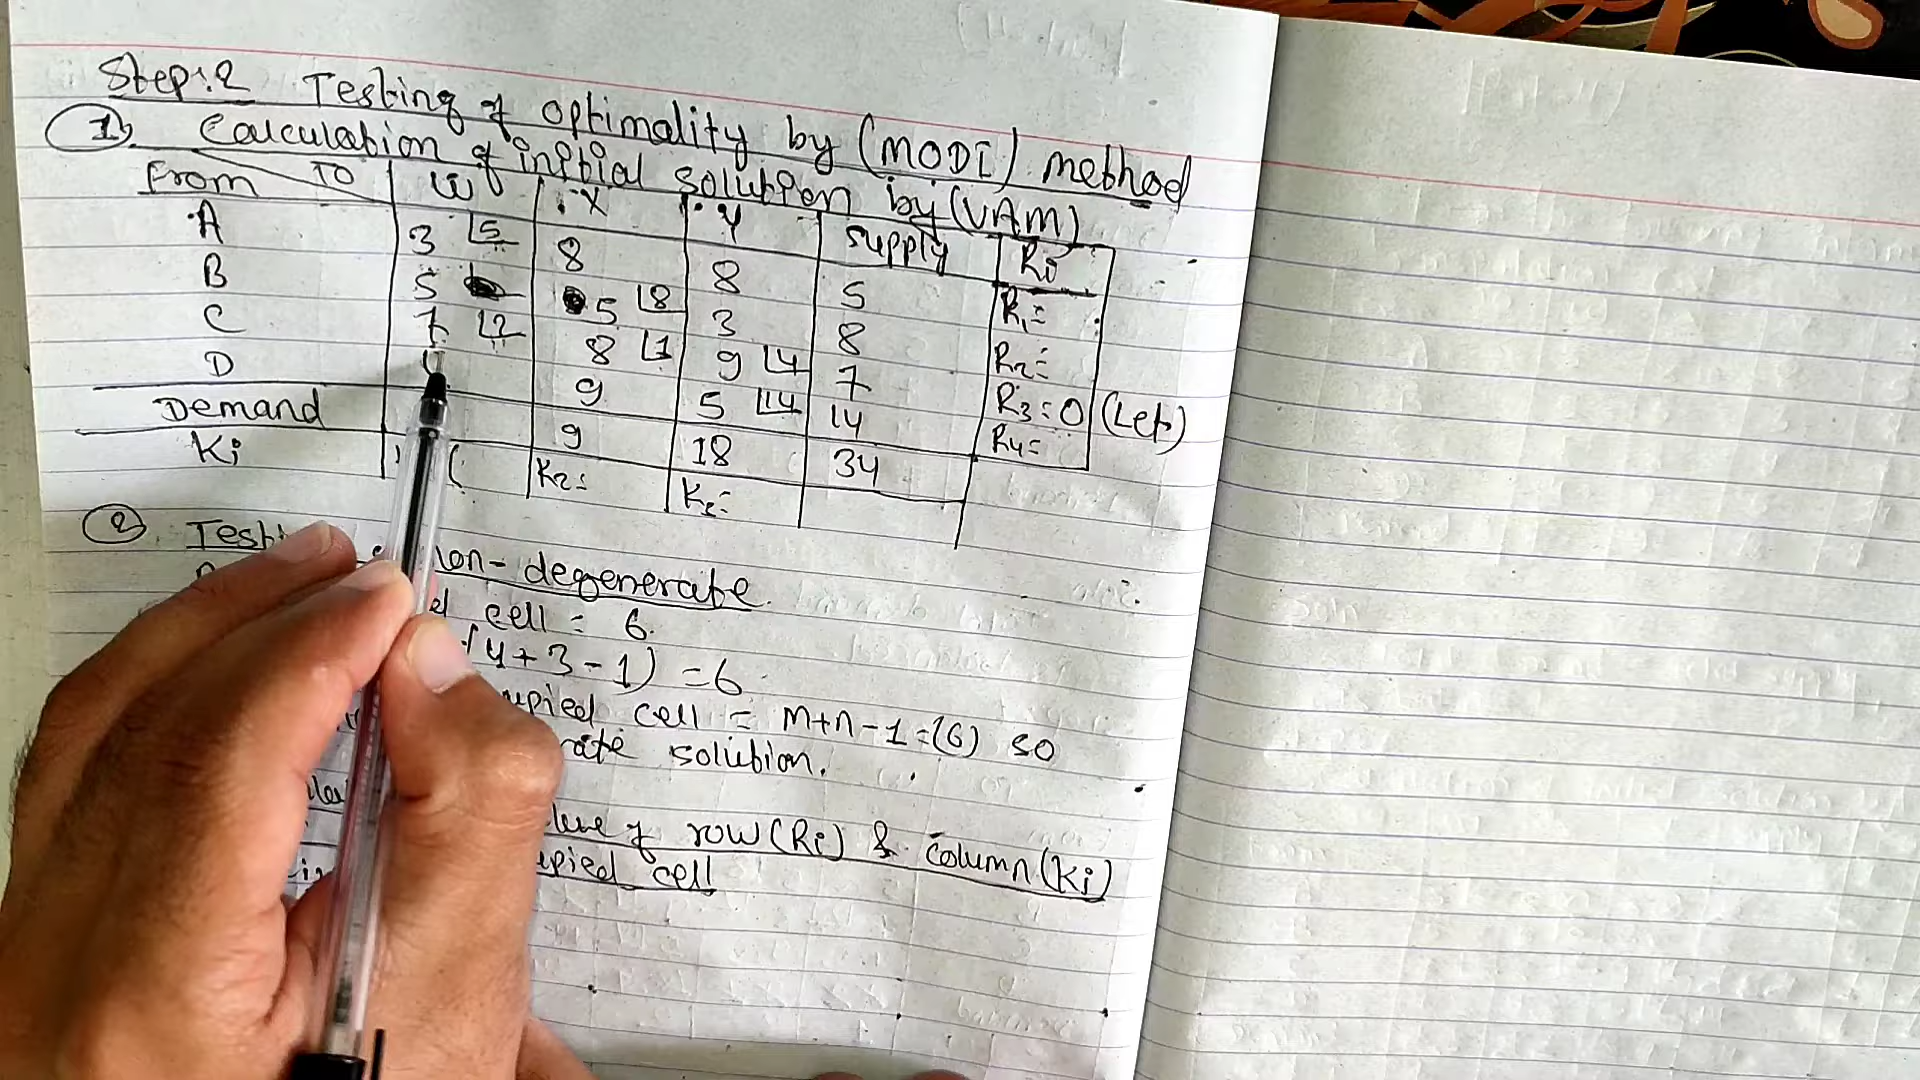 Step:2 Testing of optimality by (MODI) method
1). Calculation of initial solution by (VAM)
From To W X Y supply Ri
A 3 5 8 8 5 R1=
B 5 5 8 3 8 R2=
C 7 2 8 1 9 4 7 R3=0 (Let)
D 9 5 14 14 R4=
Demand 9 18 34
Ki K2= K3=
2 non-degenerate.
cell = 6.
(4+3-1) = 6
cell = m+n-1=(6) so
solution.
of row (Ri) & column (Ki)
cell